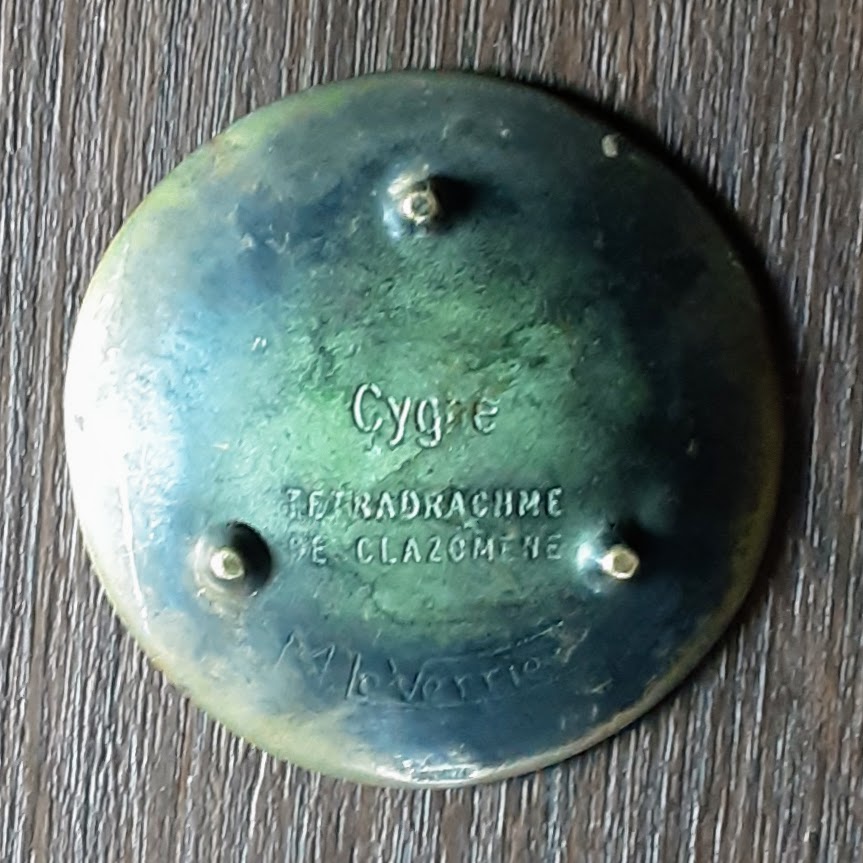 Cygne
TETRADRACHME
DE CLAZOMENE
M le Verrier